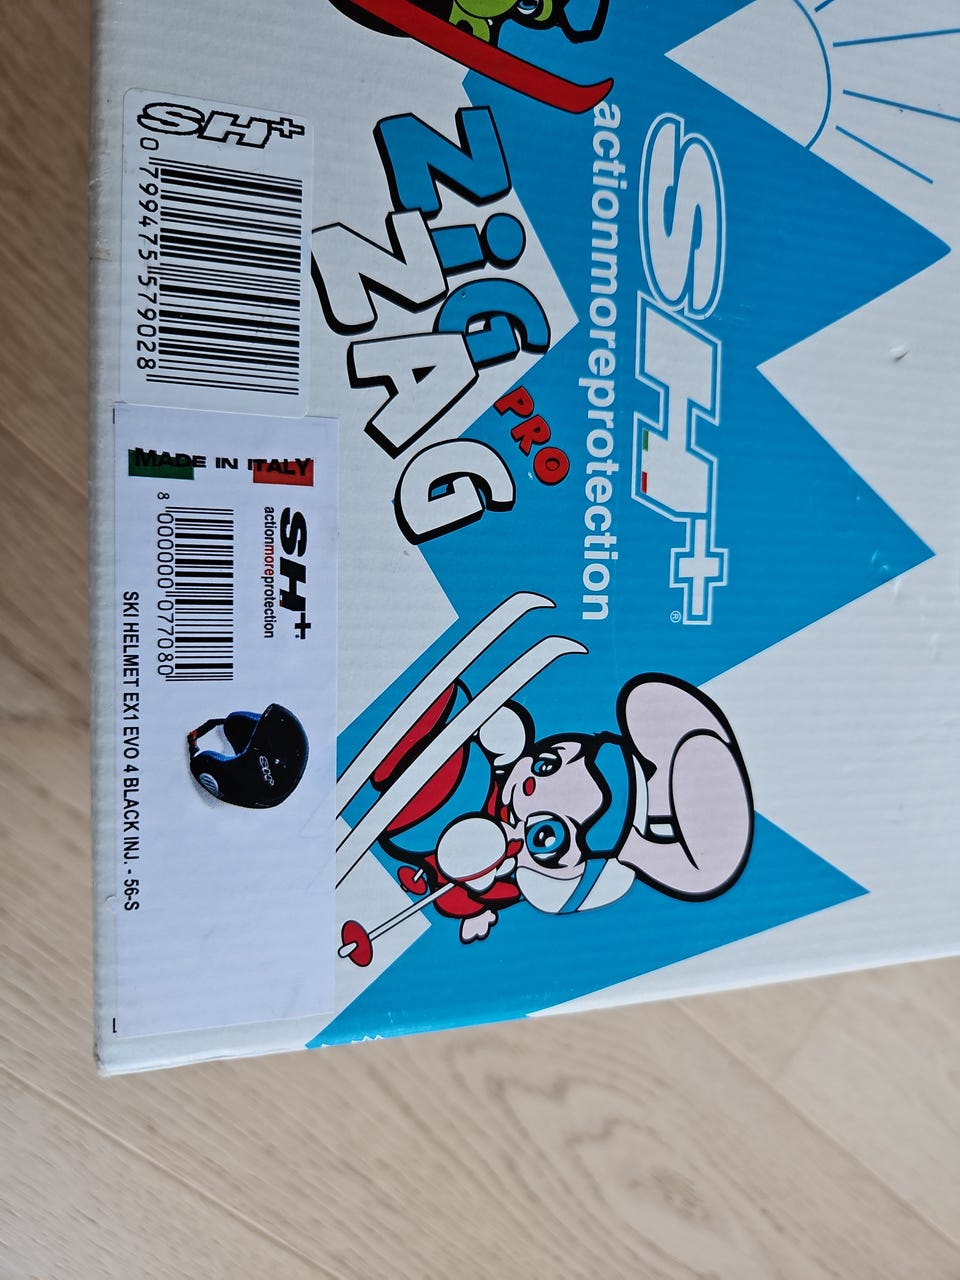 SH+
actionmoreprotection
ZiG
ZAG
PRO
SH+
0 799475 579028
MADE IN ITALY
SH+
actionmoreprotection
8 000000 077080
SKI HELMET EX1 EVO 4 BLACK INJ. - 56-S